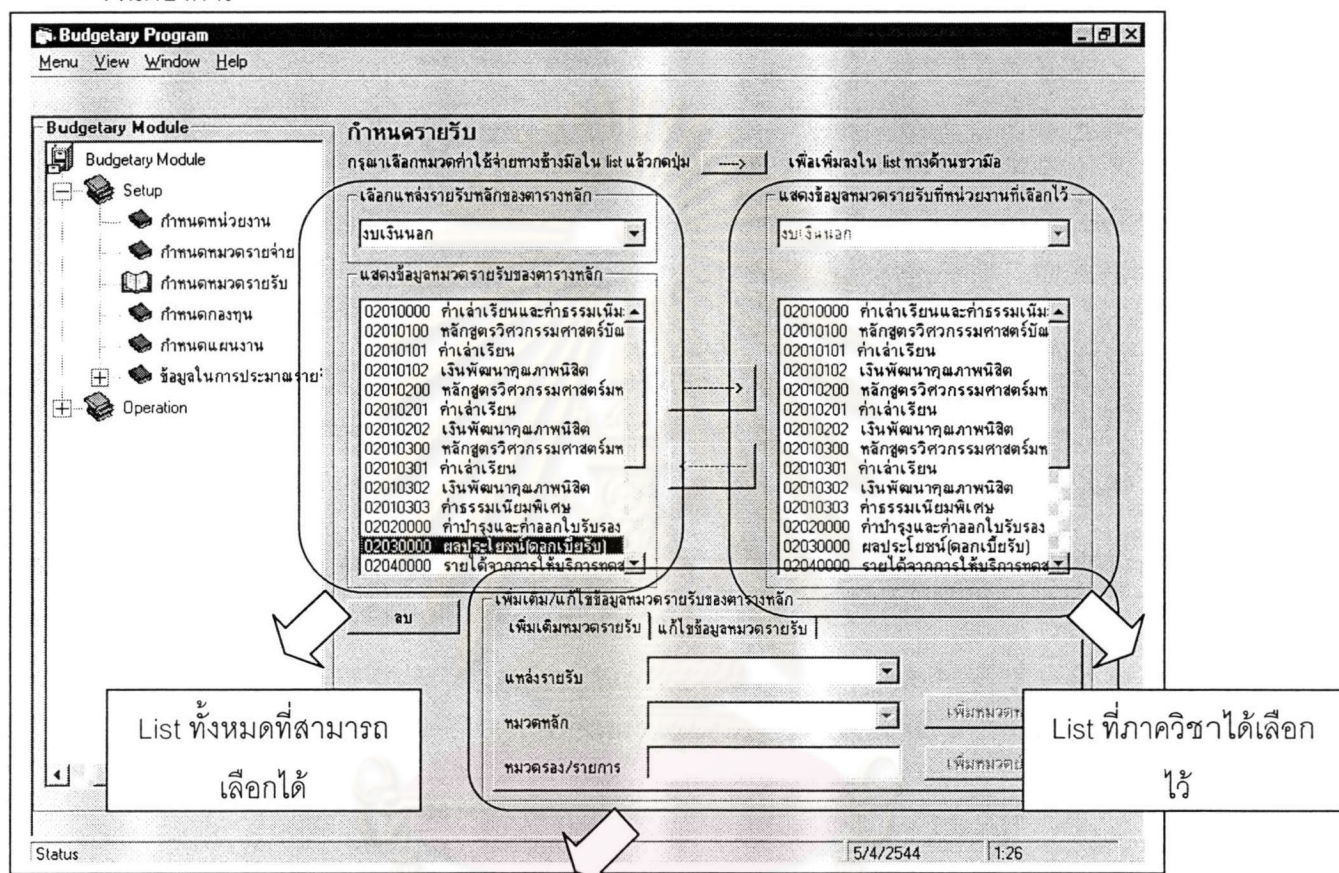 Budgetary Program
Menu View Window Help
Budgetary Module
Budgetary Module
Setup
กำหนดหน่วยงาน
กำหนดหมวดรายจ่าย
กำหนดหมวดรายรับ
กำหนดกองทุน
กำหนดแผนงาน
ข้อมูลในการประมาณราย
Operation
กำหนดรายรับ
กรุณาเลือกหมวดค่าใช้จ่ายทางซ้ายมือใน list แล้วกดปุ่ม ----> เพื่อเพิ่มลงใน list ทางด้านขวามือ
เลือกแหล่งรายรับหลักของตารางหลัก
งบเงินนอก
แสดงข้อมูลหมวดรายรับของตารางหลัก
02010000 ค่าเล่าเรียนและค่าธรรมเนีม
02010100 หลักสูตรวิศวกรรมศาสตร์บัณ
02010101 ค่าเล่าเรียน
02010102 เงินพัฒนาคุณภาพนิสิต
02010200 หลักสูตรวิศวกรรมศาสตร์มห
02010201 ค่าเล่าเรียน
02010202 เงินพัฒนาคุณภาพนิสิต
02010300 หลักสูตรวิศวกรรมศาสตร์มห
02010301 ค่าเล่าเรียน
02010302 เงินพัฒนาคุณภาพนิสิต
02010303 ค่าธรรมเนียมพิเศษ
02020000 ค่าบำรุงและค่าออกใบรับรอง
02030000 ผลประโยชน์(ดอกเบี้ยรับ)
02040000 รายได้จากการให้บริการทดส
---->
<----
แสดงข้อมูลหมวดรายรับที่หน่วยงานที่เลือกไว้
งบเงินนอก
02010000 ค่าเล่าเรียนและค่าธรรมเนีม
02010100 หลักสูตรวิศวกรรมศาสตร์บัณ
02010101 ค่าเล่าเรียน
02010102 เงินพัฒนาคุณภาพนิสิต
02010200 หลักสูตรวิศวกรรมศาสตร์มห
02010201 ค่าเล่าเรียน
02010202 เงินพัฒนาคุณภาพนิสิต
02010300 หลักสูตรวิศวกรรมศาสตร์มห
02010301 ค่าเล่าเรียน
02010302 เงินพัฒนาคุณภาพนิสิต
02010303 ค่าธรรมเนียมพิเศษ
02020000 ค่าบำรุงและค่าออกใบรับรอง
02030000 ผลประโยชน์(ดอกเบี้ยรับ)
02040000 รายได้จากการให้บริการทดส
ลบ
เพิ่มเติม/แก้ไขข้อมูลหมวดรายรับของตารางหลัก
เพิ่มเติมหมวดรายรับ แก้ไขข้อมูลหมวดรายรับ
แหล่งรายรับ
หมวดหลัก
เพิ่มหมวดห
หมวดรอง/รายการ
เพิ่มหมวดย
List ทั้งหมดที่สามารถ
เลือกได้
List ที่ภาควิชาได้เลือก
ไว้
Status 5/4/2544 1:26